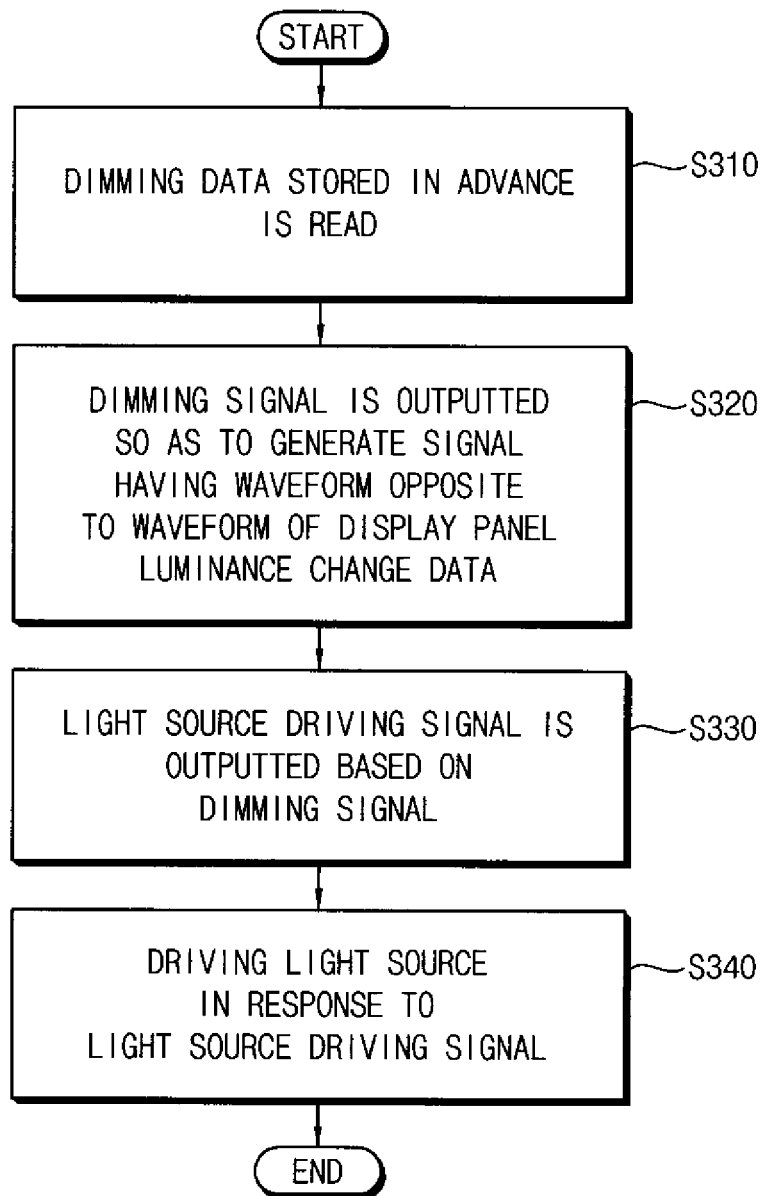 START
DIMMING DATA STORED IN ADVANCE
IS READ
S310
DIMMING SIGNAL IS OUTPUTTED
SO AS TO GENERATE SIGNAL
HAVING WAVEFORM OPPOSITE
TO WAVEFORM OF DISPLAY PANEL
LUMINANCE CHANGE DATA
S320
LIGHT SOURCE DRIVING SIGNAL IS
OUTPUTTED BASED ON
DIMMING SIGNAL
S330
DRIVING LIGHT SOURCE
IN RESPONSE TO
LIGHT SOURCE DRIVING SIGNAL
S340
END